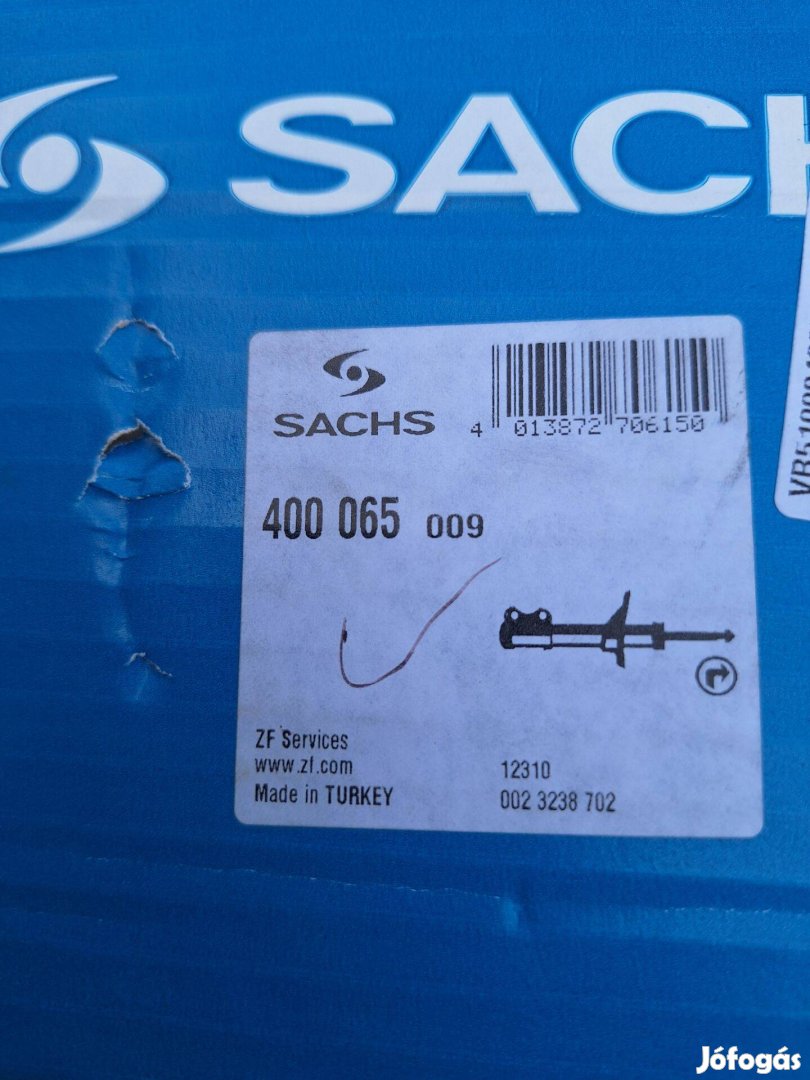 SACH
SACHS
4 013872 706150
400 065 009
ZF Services
www.zf.com
Made in TURKEY
12310
002 3238 702
Jófogás